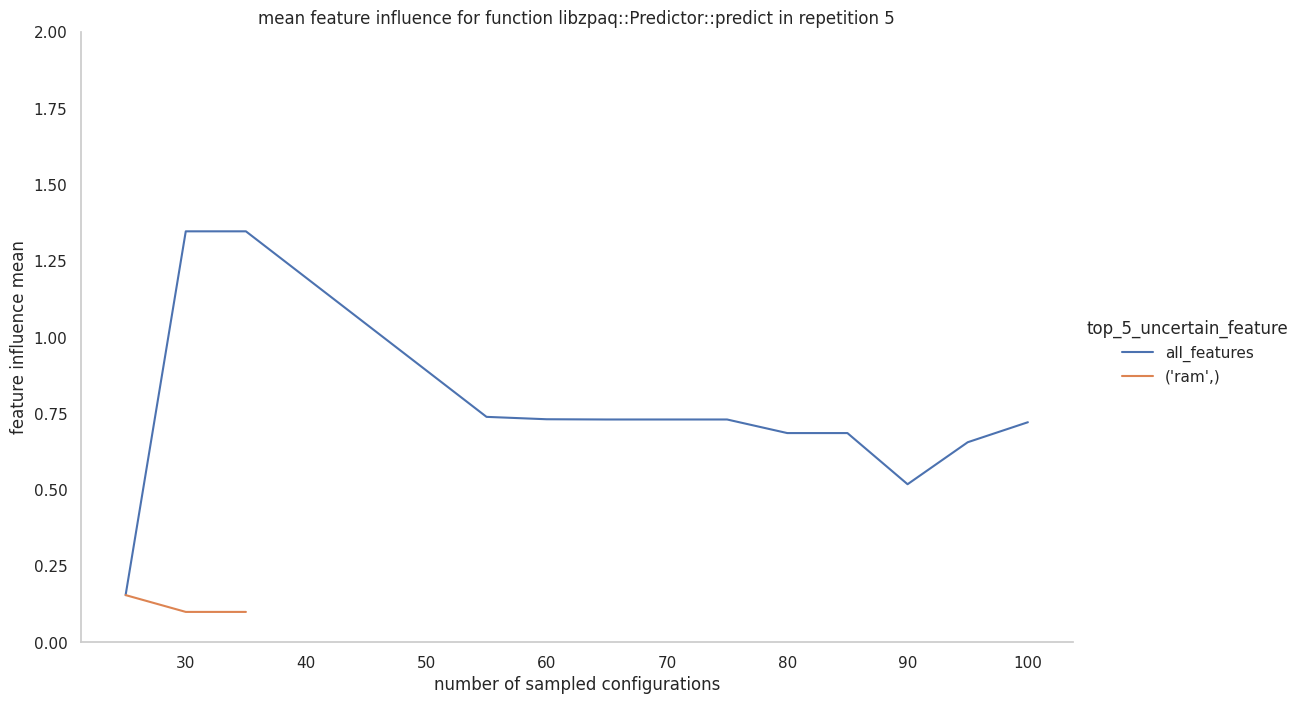 mean feature influence for function libzpaq::Predictor::predict in repetition 5
2.00
1.75
1.50
1.25
1.00
0.75
0.50
0.25
0.00
feature influence mean
30 40 50 60 70 80 90 100
number of sampled configurations
top_5_uncertain_feature
all_features
('ram',)